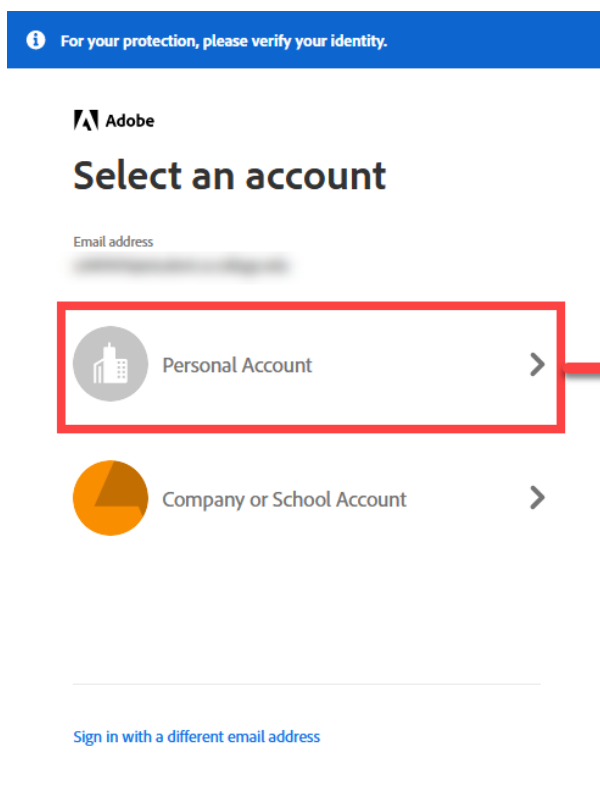 For your protection, please verify your identity.
Adobe
Select an account
Email address
Personal Account
Company or School Account
Sign in with a different email address